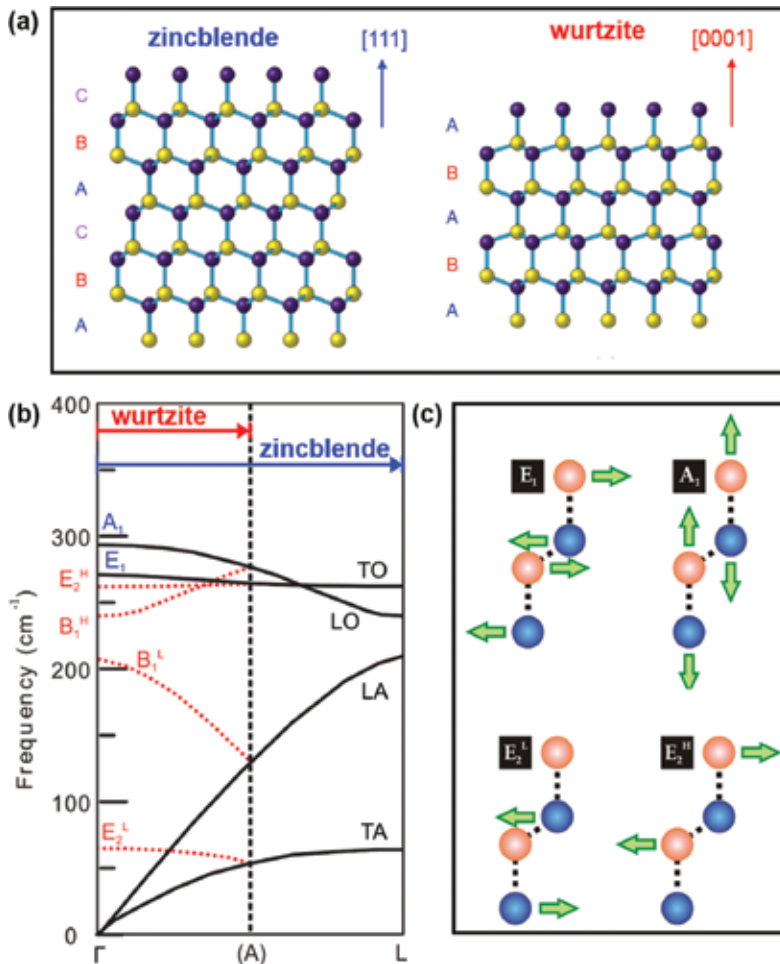 (a)
zincblende [111]
wurtzite [0001]
C
B
A
C
B
A
A
B
A
B
A
(b)
400
300
200
100
0
Frequency (cm⁻¹)
wurtzite
zincblende
A₁
E₁
E₂ᴴ
B₁ᴴ
B₁ᴸ
E₂ᴸ
TO
LO
LA
TA
Γ (A) L
(c)
E₁
A₁
E₂ᴸ
E₂ᴴ